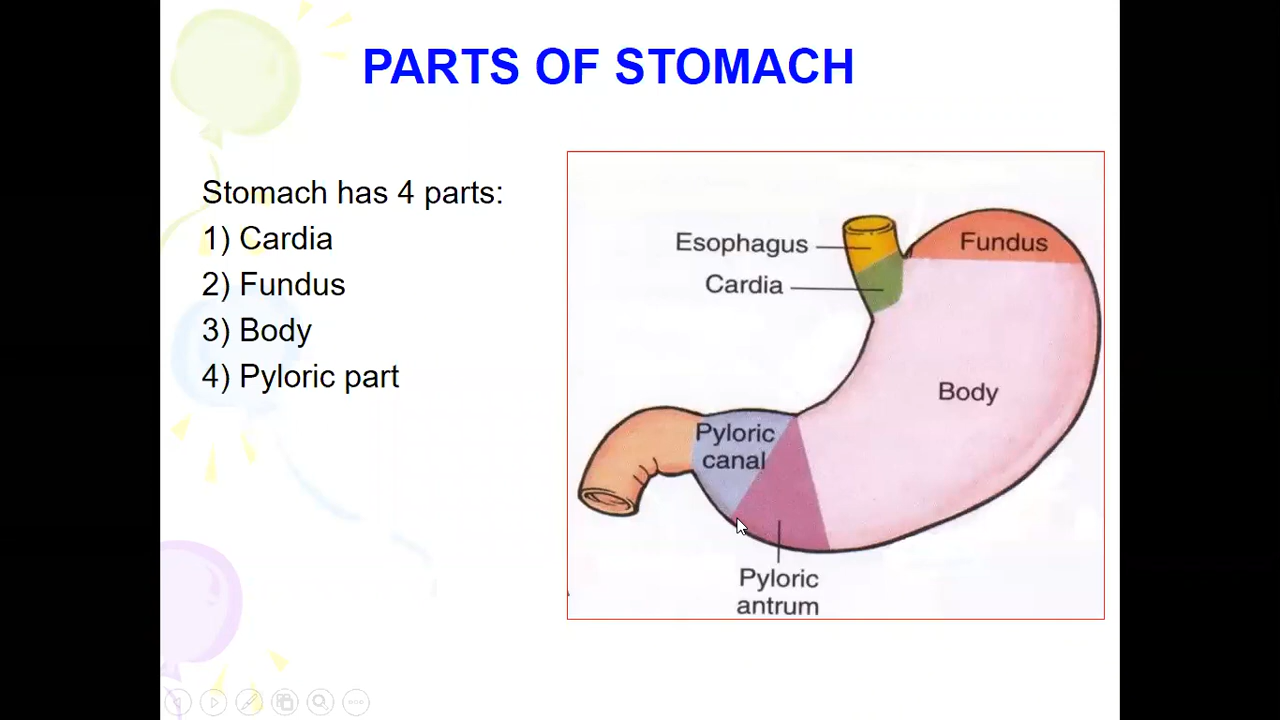 PARTS OF STOMACH
Stomach has 4 parts:
1) Cardia
2) Fundus
3) Body
4) Pyloric part
Esophagus
Cardia
Fundus
Body
Pyloric
canal
Pyloric
antrum